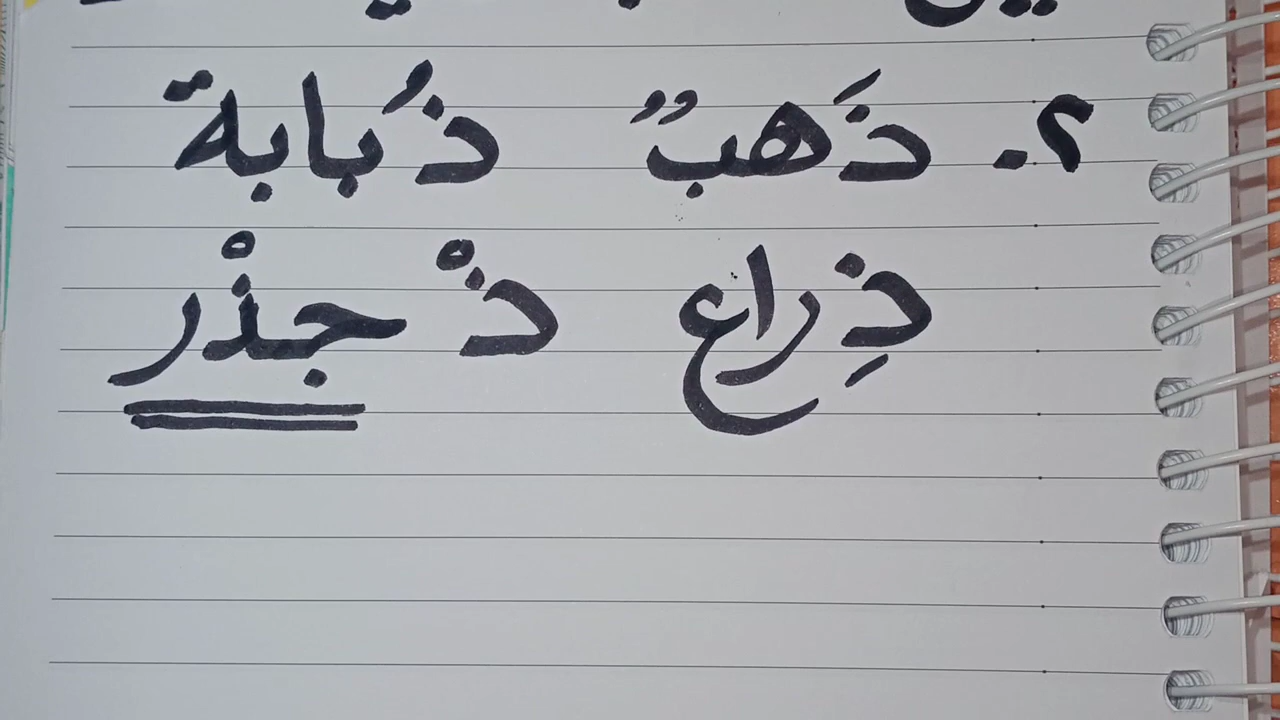 ٢. ذَهبٌ ذُبابة
ذِراع ذْ جذْر